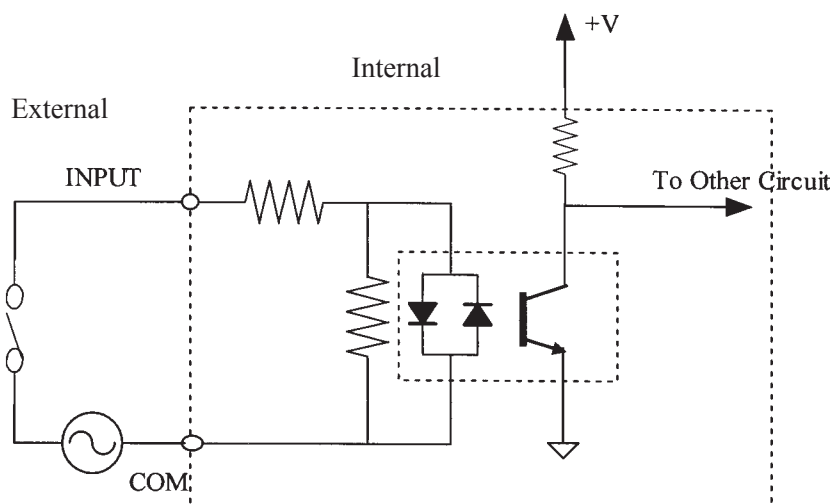 +V
Internal
External
INPUT
To Other Circuit
COM